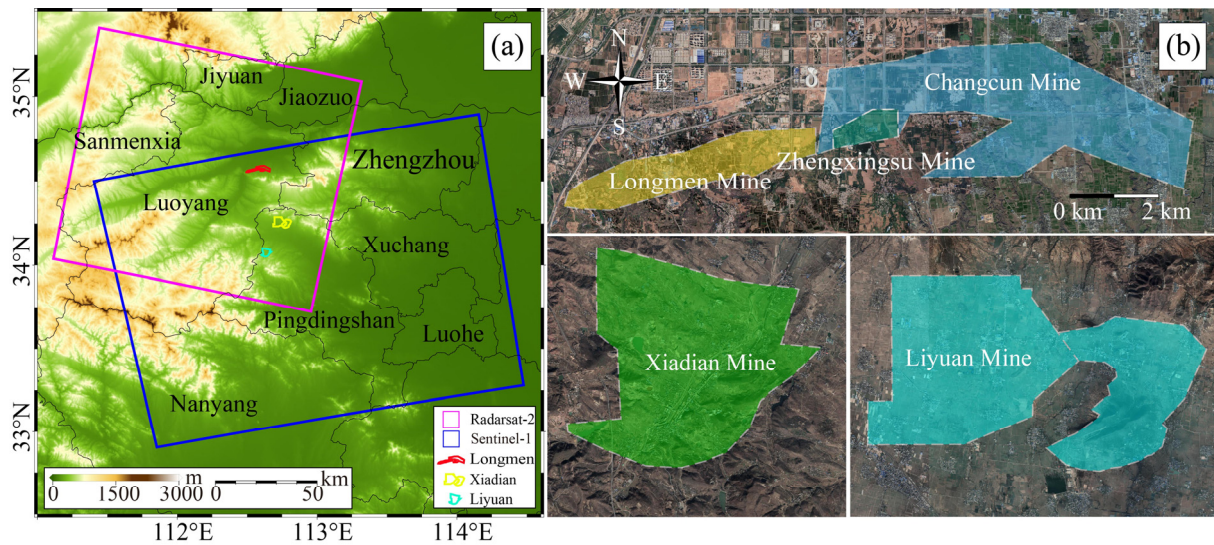 (a)
35°N
34°N
33°N
Jiyuan
Jiaozuo
Sanmenxia
Zhengzhou
Luoyang
Xuchang
Pingdingshan
Luohe
Nanyang
0 1500 3000 m
0 50 km
Radarsat-2
Sentinel-1
Longmen
Xiadian
Liyuan
112°E 113°E 114°E
(b)
N
W E
S
Changcun Mine
Zhengxingsu Mine
Longmen Mine
0 km 2 km
Xiadian Mine
Liyuan Mine